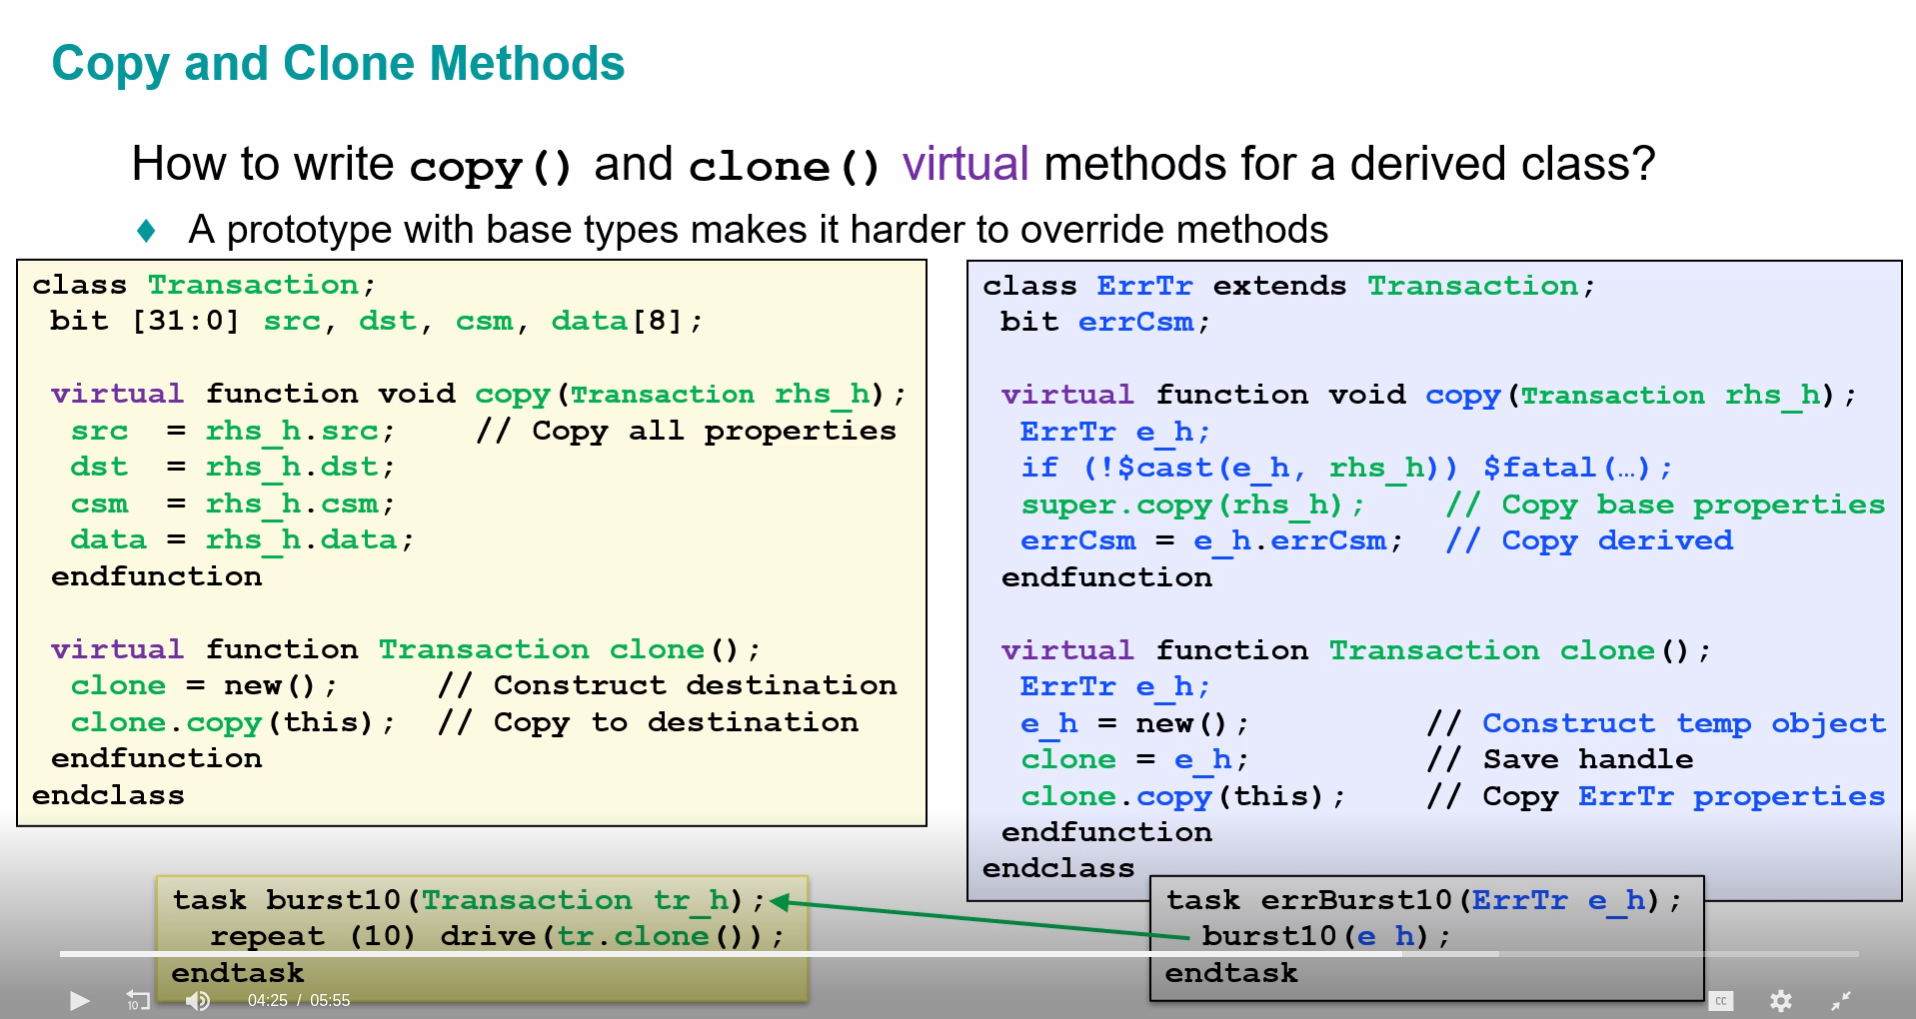 Copy and Clone Methods
How to write copy() and clone() virtual methods for a derived class?
♦ A prototype with base types makes it harder to override methods
class Transaction;
 bit [31:0] src, dst, csm, data[8];

 virtual function void copy(Transaction rhs_h);
  src  = rhs_h.src;    // Copy all properties
  dst  = rhs_h.dst;
  csm  = rhs_h.csm;
  data = rhs_h.data;
 endfunction

 virtual function Transaction clone();
  clone = new();     // Construct destination
  clone.copy(this);  // Copy to destination
 endfunction
endclass
class ErrTr extends Transaction;
 bit errCsm;

 virtual function void copy(Transaction rhs_h);
  ErrTr e_h;
  if (!$cast(e_h, rhs_h)) $fatal(…);
  super.copy(rhs_h);    // Copy base properties
  errCsm = e_h.errCsm;  // Copy derived
 endfunction

 virtual function Transaction clone();
  ErrTr e_h;
  e_h = new();         // Construct temp object
  clone = e_h;         // Save handle
  clone.copy(this);    // Copy ErrTr properties
 endfunction
endclass
task burst10(Transaction tr_h);
  repeat (10) drive(tr.clone());
endtask
task errBurst10(ErrTr e_h);
  burst10(e_h);
endtask
10
04:25 / 05:55
CC